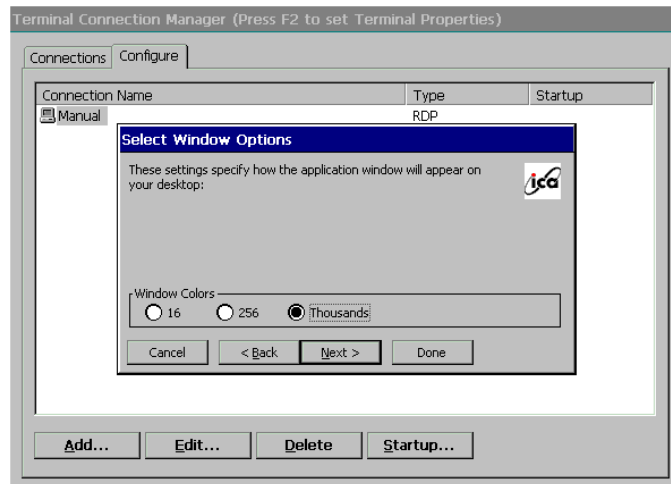 Terminal Connection Manager (Press F2 to set Terminal Properties)
Connections Configure
Connection Name Type Startup
Manual RDP
Select Window Options
These settings specify how the application window will appear on
your desktop:
ica
Window Colors
16 256 Thousands
Cancel < Back Next > Done
Add... Edit... Delete Startup...